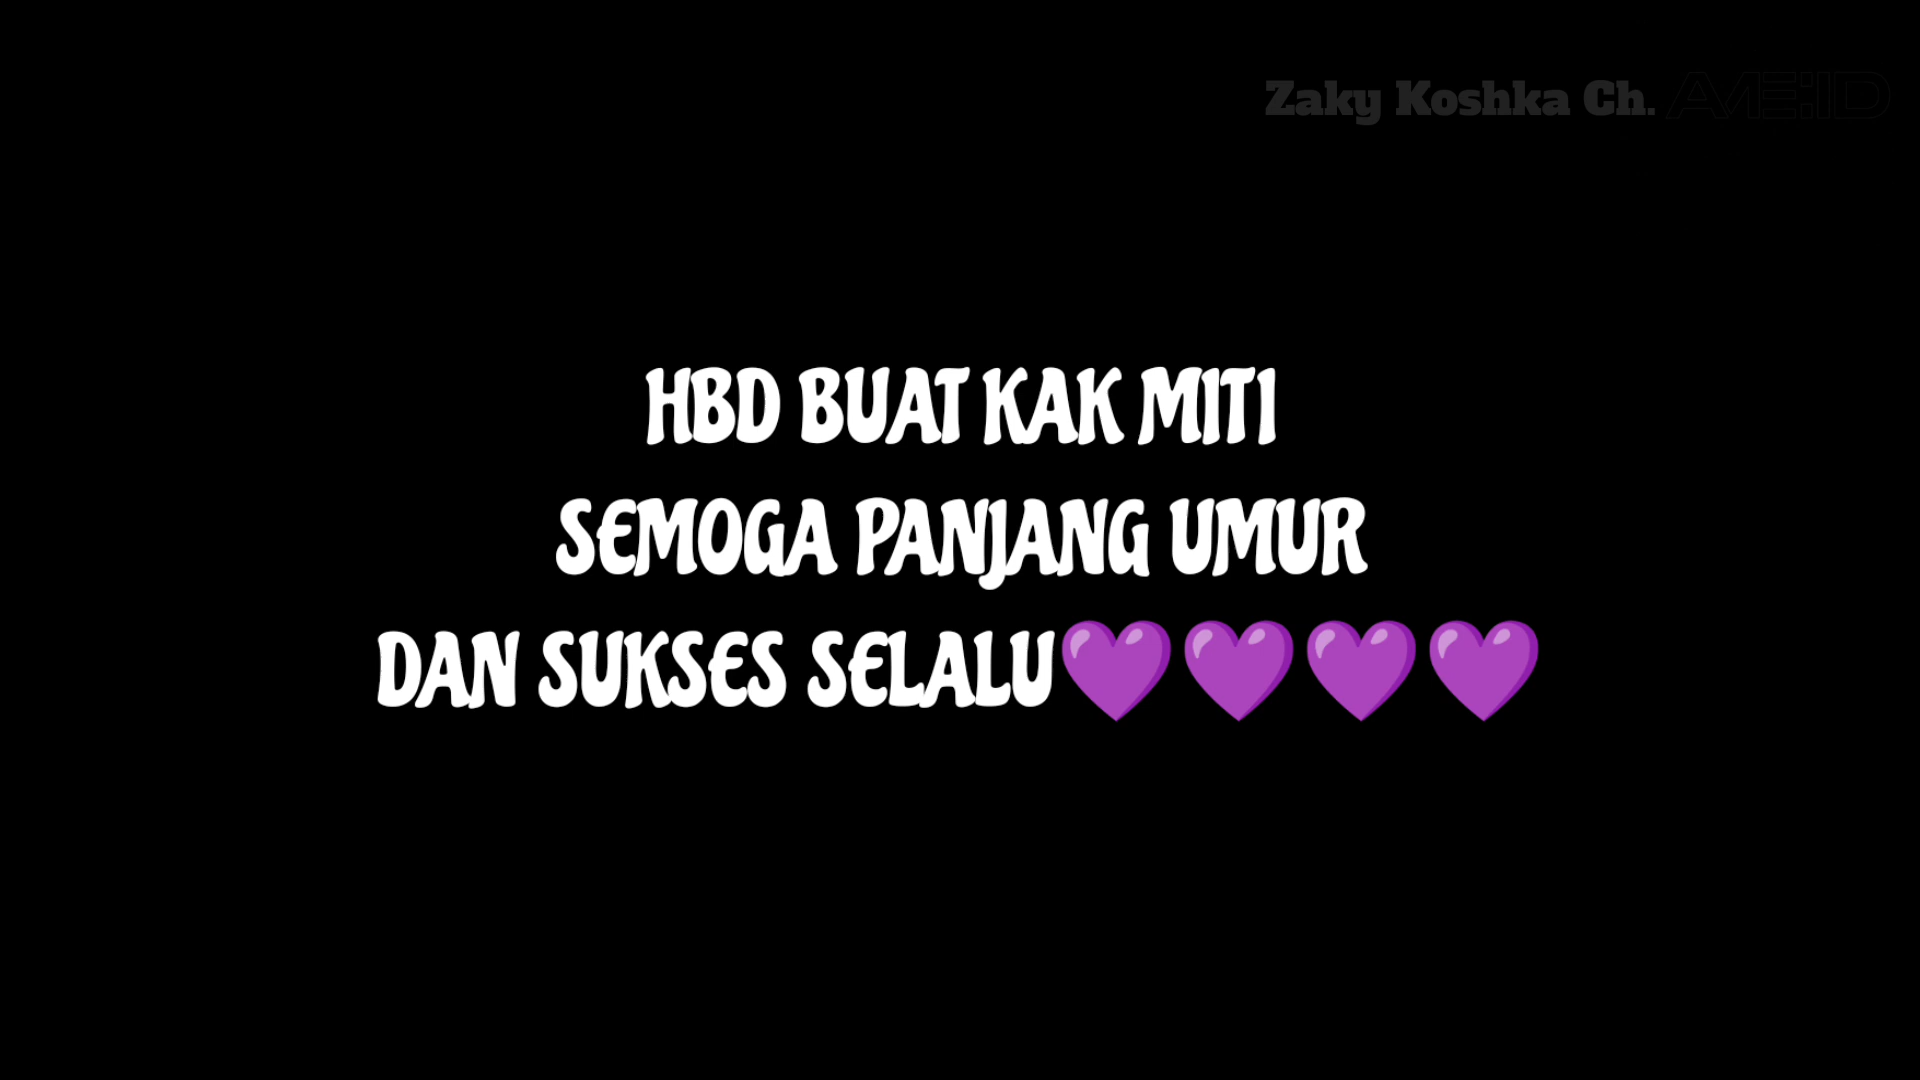 Zaky Koshka Ch. AME:ID
HBD BUAT KAK MITI
SEMOGA PANJANG UMUR
DAN SUKSES SELALU💜💜💜💜